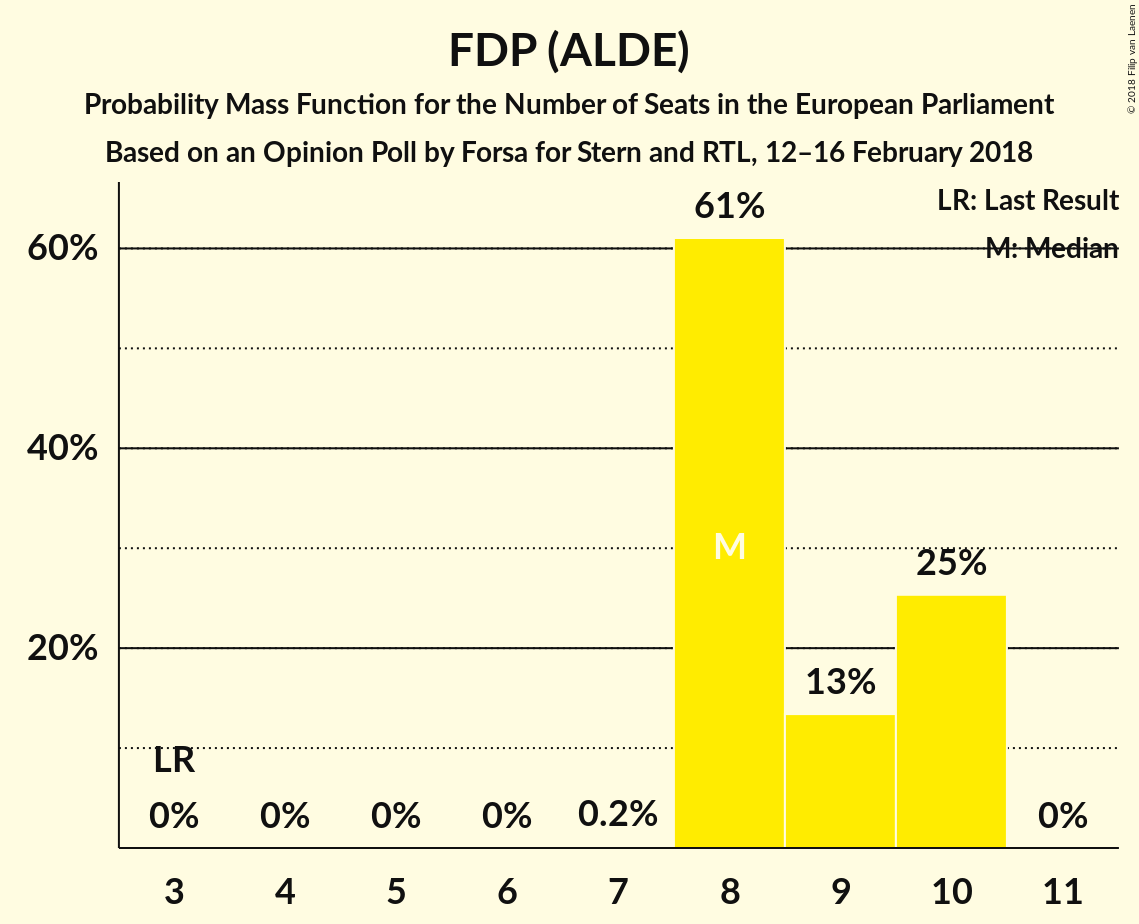 FDP (ALDE)
Probability Mass Function for the Number of Seats in the European Parliament
Based on an Opinion Poll by Forsa for Stern and RTL, 12–16 February 2018
© 2018 Filip van Laenen
LR: Last Result
M: Median
60%
40%
20%
61%
M
25%
13%
LR
0%
0%
0%
0%
0.2%
0%
3 4 5 6 7 8 9 10 11